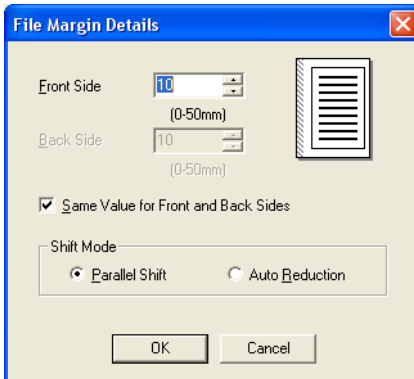 File Margin Details
Front Side 10
(0-50mm)
Back Side 10
(0-50mm)
Same Value for Front and Back Sides
Shift Mode
Parallel Shift Auto Reduction
OK Cancel